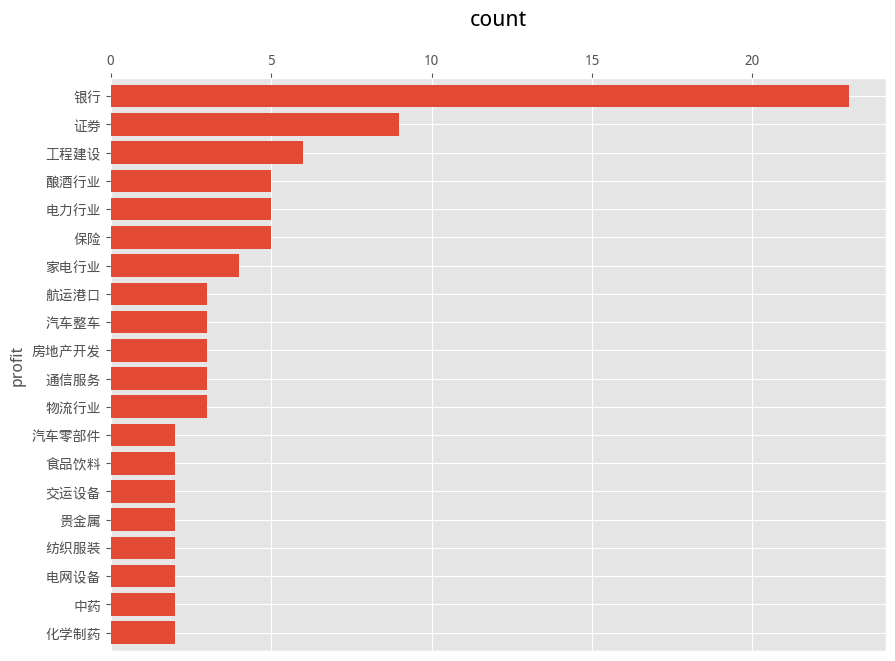 count
0 5 10 15 20
银行
证券
工程建设
酿酒行业
电力行业
保险
家电行业
航运港口
汽车整车
房地产开发
通信服务
物流行业
汽车零部件
食品饮料
交运设备
贵金属
纺织服装
电网设备
中药
化学制药
profit